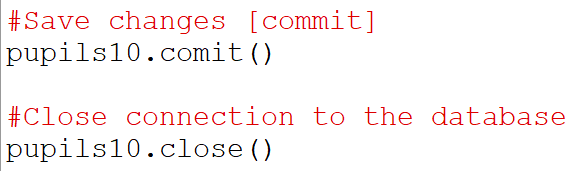 #Save changes [commit]
pupils10.comit()
#Close connection to the database
pupils10.close()